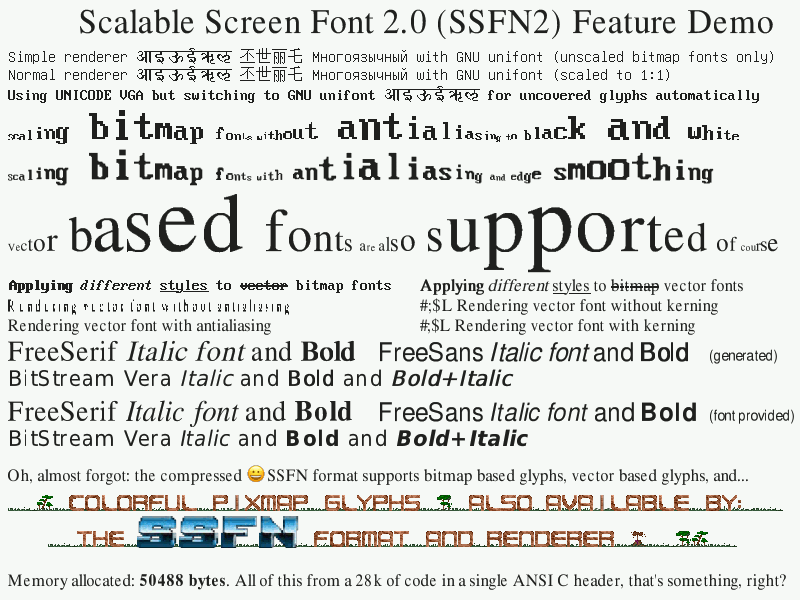 Scalable Screen Font 2.0 (SSFN2) Feature Demo
Simple renderer आइऊईऋॡ 丕世丽乇 Многоязычный with GNU unifont (unscaled bitmap fonts only)
Normal renderer आइऊईऋॡ 丕世丽乇 Многоязычный with GNU unifont (scaled to 1:1)
Using UNICODE VGA but switching to GNU unifont आइऊईऋॡ for uncovered glyphs automatically
scaling bitmap fonts without antialiasing to black and white
scaling bitmap fonts with antialiasing and edge smoothing
vector based fonts are also supported of course
Applying different styles to vector bitmap fonts
Rendering vector font without antialiasing
Rendering vector font with antialiasing
Applying different styles to bitmap vector fonts
#;$L Rendering vector font without kerning
#;$L Rendering vector font with kerning
FreeSerif Italic font and Bold FreeSans Italic font and Bold (generated)
BitStream Vera Italic and Bold and Bold+Italic
FreeSerif Italic font and Bold FreeSans Italic font and Bold (font provided)
BitStream Vera Italic and Bold and Bold+Italic
Oh, almost forgot: the compressed 😀 SSFN format supports bitmap based glyphs, vector based glyphs, and...
COLORFUL PIXMAP GLYPHS ALSO AVAILABLE BY:
THE SSFN FORMAT AND RENDERER
Memory allocated: 50488 bytes. All of this from a 28k of code in a single ANSI C header, that's something, right?